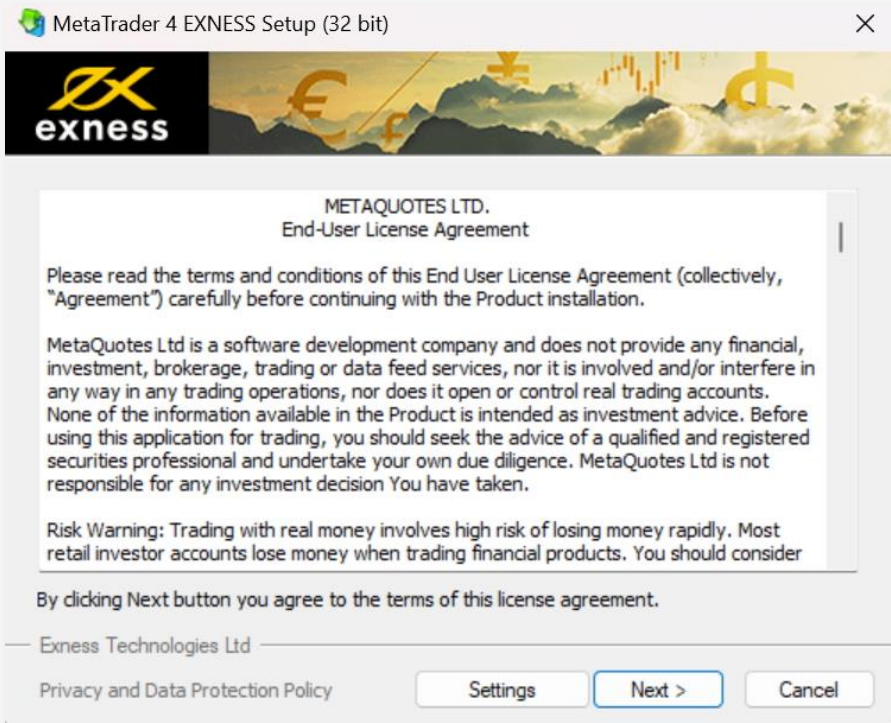 MetaTrader 4 EXNESS Setup (32 bit)
exness
METAQUOTES LTD.
End-User License Agreement
Please read the terms and conditions of this End User License Agreement (collectively,
“Agreement”) carefully before continuing with the Product installation.
MetaQuotes Ltd is a software development company and does not provide any financial,
investment, brokerage, trading or data feed services, nor it is involved and/or interfere in
any way in any trading operations, nor does it open or control real trading accounts.
None of the information available in the Product is intended as investment advice. Before
using this application for trading, you should seek the advice of a qualified and registered
securities professional and undertake your own due diligence. MetaQuotes Ltd is not
responsible for any investment decision You have taken.
Risk Warning: Trading with real money involves high risk of losing money rapidly. Most
retail investor accounts lose money when trading financial products. You should consider
By clicking Next button you agree to the terms of this license agreement.
Exness Technologies Ltd
Privacy and Data Protection Policy
Settings
Next >
Cancel